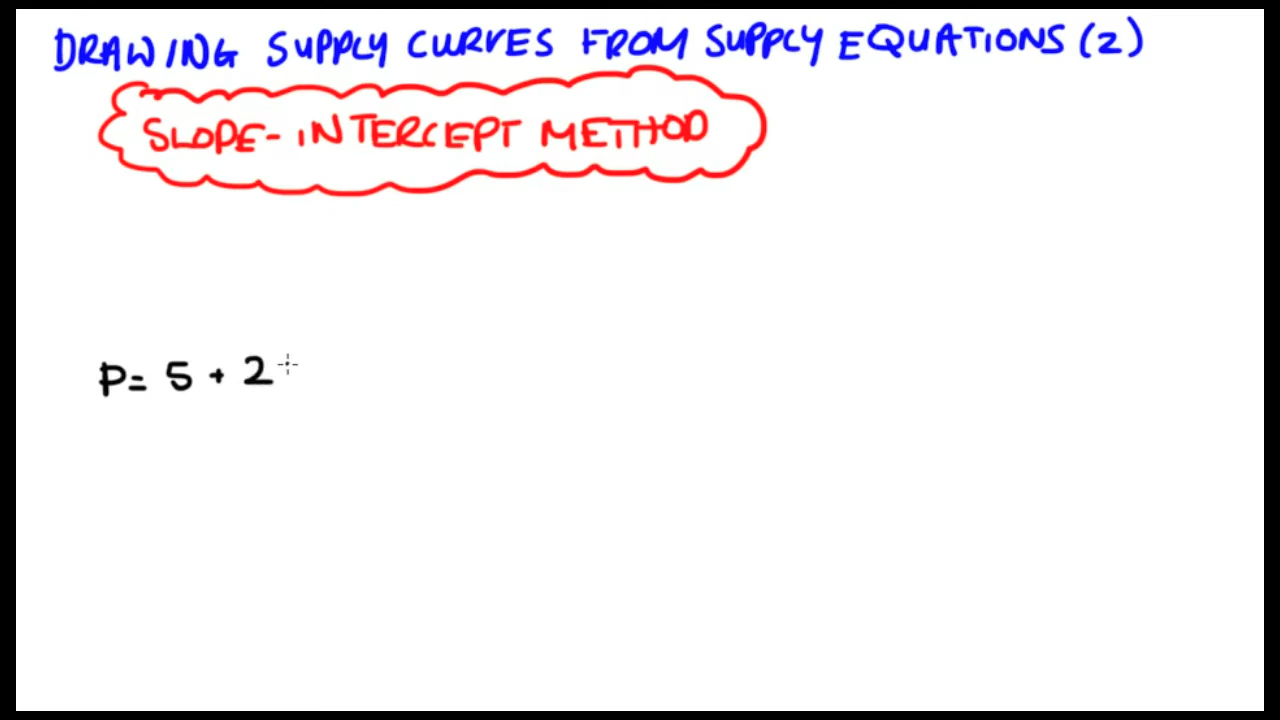 DRAWING SUPPLY CURVES FROM SUPPLY EQUATIONS (2)
SLOPE-INTERCEPT METHOD
P= 5 + 2